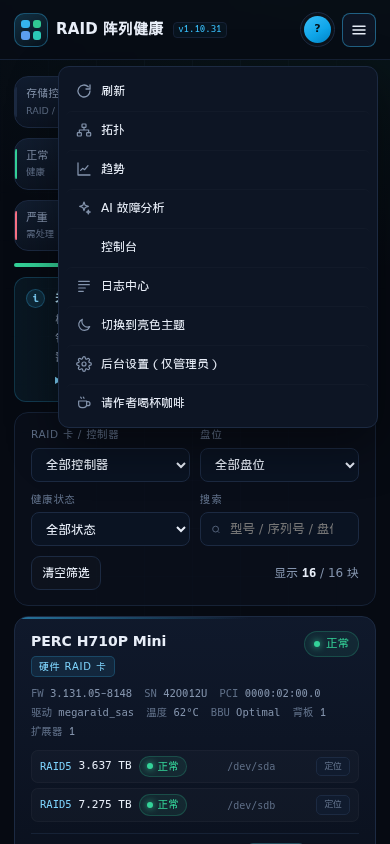 RAID 阵列健康 v1.10.31 ?
存储控
RAID /
正常
健康
严重
需处理
刷新
拓扑
趋势
AI 故障分析
控制台
日志中心
切换到亮色主题
后台设置（仅管理员）
请作者喝杯咖啡
RAID 卡 / 控制器 盘位
全部控制器 全部盘位
健康状态 搜索
全部状态 型号 / 序列号 / 盘位
清空筛选 显示 16 / 16 块
PERC H710P Mini 正常
硬件 RAID 卡
FW 3.131.05-8148 SN 42O012U PCI 0000:02:00.0
驱动 megaraid_sas 温度 62°C BBU Optimal 背板 1
扩展器 1
RAID5 3.637 TB 正常 /dev/sda 定位
RAID5 7.275 TB 正常 /dev/sdb 定位